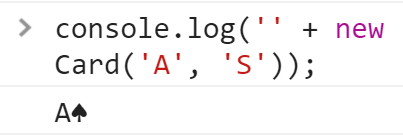 > console.log('' + new
Card('A', 'S'));
A♠